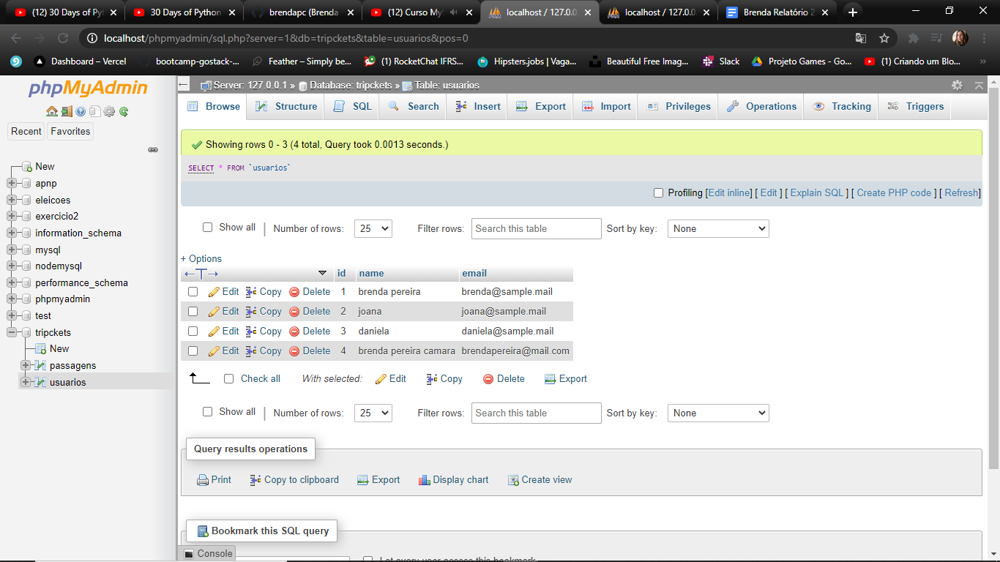 (12) 30 Days of Py
30 Days of Python
brendapc (Brenda
(12) Curso My
localhost / 127.0.0.
localhost / 127.0.0
Brenda Relatório 2
localhost/phpmyadmin/sql.php?server=1&db=tripckets&table=usuarios&pos=0
Dashboard – Vercel
bootcamp-gostack-...
Feather – Simply be...
(1) RocketChat IFRS...
Hipsters.jobs | Vaga...
Beautiful Free Imag...
Slack
Projeto Games - Go...
(1) Criando um Blo...
»
phpMyAdmin
Recent
Favorites
New
apnp
eleicoes
exercicio2
information_schema
mysql
nodemysql
performance_schema
phpmyadmin
test
tripckets
New
passagens
usuarios
Server: 127.0.0.1 » Database: tripckets » Table: usuarios
Browse
Structure
SQL
Search
Insert
Export
Import
Privileges
Operations
Tracking
Triggers
Showing rows 0 - 3 (4 total, Query took 0.0013 seconds.)
SELECT * FROM `usuarios`
Profiling [Edit inline] [ Edit ] [ Explain SQL ] [ Create PHP code ] [ Refresh]
Show all | Number of rows: 25 Filter rows: Search this table Sort by key: None
+ Options
id name email
Edit Copy Delete 1 brenda pereira brenda@sample.mail
Edit Copy Delete 2 joana joana@sample.mail
Edit Copy Delete 3 daniela daniela@sample.mail
Edit Copy Delete 4 brenda pereira camara brendapereira@mail.com
Check all With selected: Edit Copy Delete Export
Show all | Number of rows: 25 Filter rows: Search this table Sort by key: None
Query results operations
Print Copy to clipboard Export Display chart Create view
Bookmark this SQL query
Console
Let every user access this bookmark